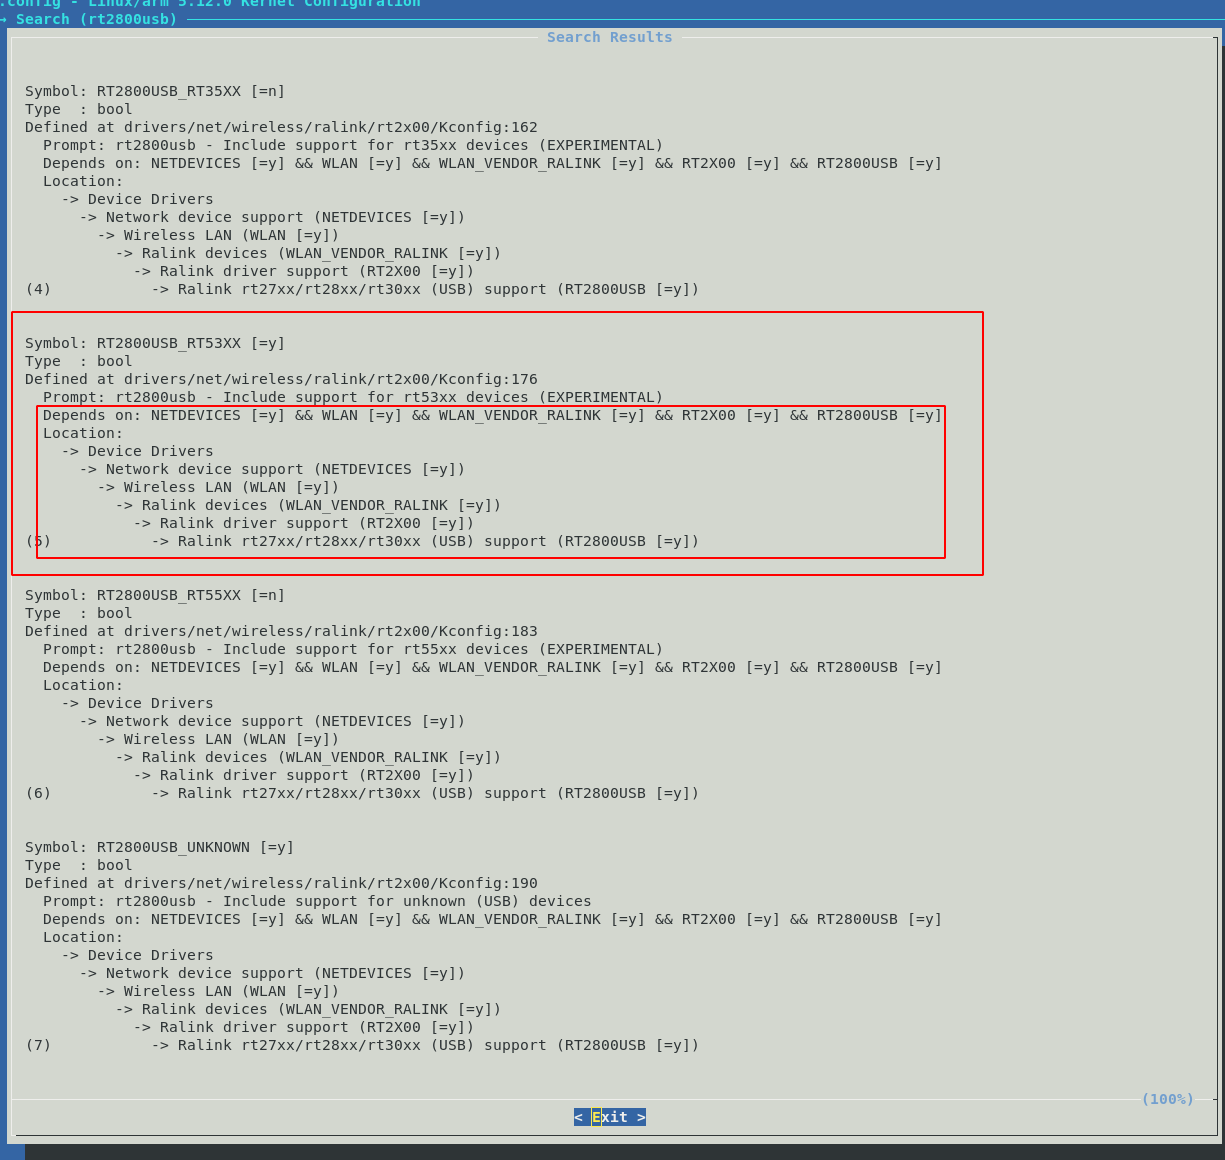 .config - Linux/arm 5.12.0 Kernel Configuration
→ Search (rt2800usb)
Search Results
Symbol: RT2800USB_RT35XX [=n]
Type  : bool
Defined at drivers/net/wireless/ralink/rt2x00/Kconfig:162
  Prompt: rt2800usb - Include support for rt35xx devices (EXPERIMENTAL)
  Depends on: NETDEVICES [=y] && WLAN [=y] && WLAN_VENDOR_RALINK [=y] && RT2X00 [=y] && RT2800USB [=y]
  Location:
    -> Device Drivers
      -> Network device support (NETDEVICES [=y])
        -> Wireless LAN (WLAN [=y])
          -> Ralink devices (WLAN_VENDOR_RALINK [=y])
            -> Ralink driver support (RT2X00 [=y])
(4)           -> Ralink rt27xx/rt28xx/rt30xx (USB) support (RT2800USB [=y])
Symbol: RT2800USB_RT53XX [=y]
Type  : bool
Defined at drivers/net/wireless/ralink/rt2x00/Kconfig:176
  Prompt: rt2800usb - Include support for rt53xx devices (EXPERIMENTAL)
  Depends on: NETDEVICES [=y] && WLAN [=y] && WLAN_VENDOR_RALINK [=y] && RT2X00 [=y] && RT2800USB [=y]
  Location:
    -> Device Drivers
      -> Network device support (NETDEVICES [=y])
        -> Wireless LAN (WLAN [=y])
          -> Ralink devices (WLAN_VENDOR_RALINK [=y])
            -> Ralink driver support (RT2X00 [=y])
(5)           -> Ralink rt27xx/rt28xx/rt30xx (USB) support (RT2800USB [=y])
Symbol: RT2800USB_RT55XX [=n]
Type  : bool
Defined at drivers/net/wireless/ralink/rt2x00/Kconfig:183
  Prompt: rt2800usb - Include support for rt55xx devices (EXPERIMENTAL)
  Depends on: NETDEVICES [=y] && WLAN [=y] && WLAN_VENDOR_RALINK [=y] && RT2X00 [=y] && RT2800USB [=y]
  Location:
    -> Device Drivers
      -> Network device support (NETDEVICES [=y])
        -> Wireless LAN (WLAN [=y])
          -> Ralink devices (WLAN_VENDOR_RALINK [=y])
            -> Ralink driver support (RT2X00 [=y])
(6)           -> Ralink rt27xx/rt28xx/rt30xx (USB) support (RT2800USB [=y])
Symbol: RT2800USB_UNKNOWN [=y]
Type  : bool
Defined at drivers/net/wireless/ralink/rt2x00/Kconfig:190
  Prompt: rt2800usb - Include support for unknown (USB) devices
  Depends on: NETDEVICES [=y] && WLAN [=y] && WLAN_VENDOR_RALINK [=y] && RT2X00 [=y] && RT2800USB [=y]
  Location:
    -> Device Drivers
      -> Network device support (NETDEVICES [=y])
        -> Wireless LAN (WLAN [=y])
          -> Ralink devices (WLAN_VENDOR_RALINK [=y])
            -> Ralink driver support (RT2X00 [=y])
(7)           -> Ralink rt27xx/rt28xx/rt30xx (USB) support (RT2800USB [=y])
(100%)
< Exit >